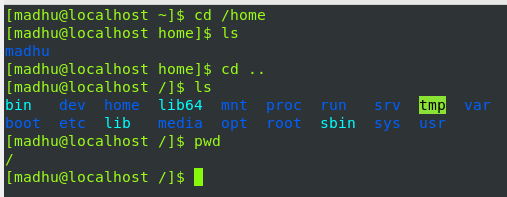 [madhu@localhost ~]$ cd /home
[madhu@localhost home]$ ls
madhu
[madhu@localhost home]$ cd ..
[madhu@localhost /]$ ls
bin dev home lib64 mnt proc run srv tmp var
boot etc lib media opt root sbin sys usr
[madhu@localhost /]$ pwd
/
[madhu@localhost /]$